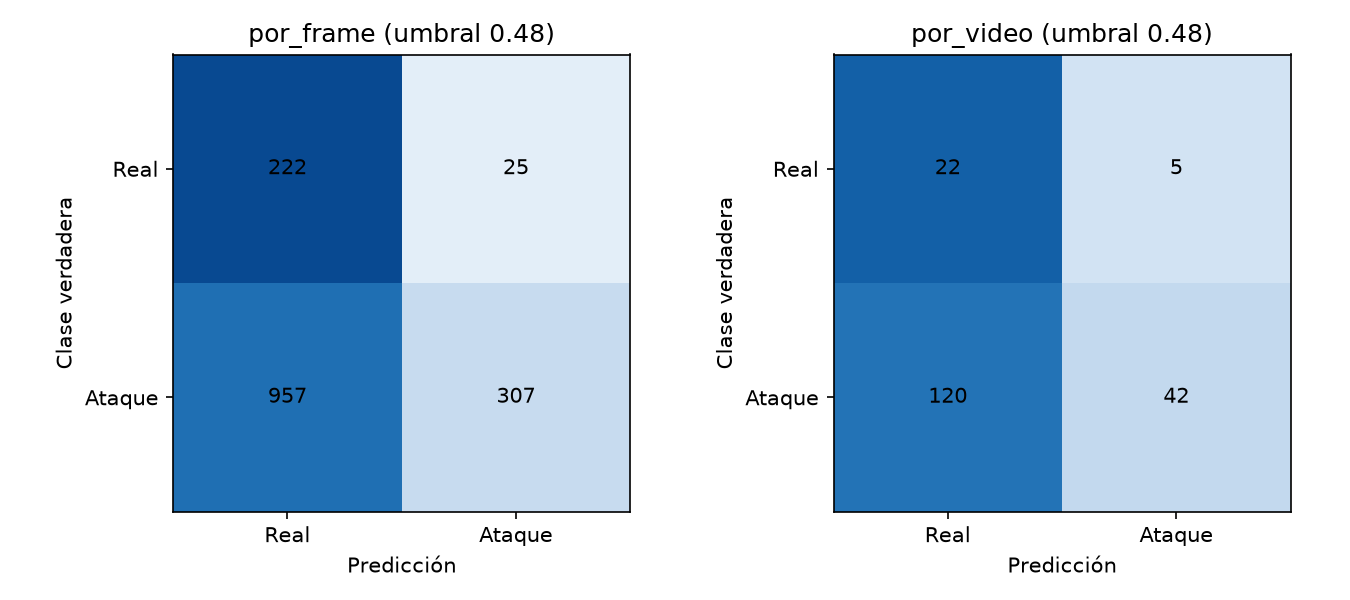 por_frame (umbral 0.48)
Clase verdadera
Real
222
25
Ataque
957
307
Real
Ataque
Predicción
por_video (umbral 0.48)
Clase verdadera
Real
22
5
Ataque
120
42
Real
Ataque
Predicción